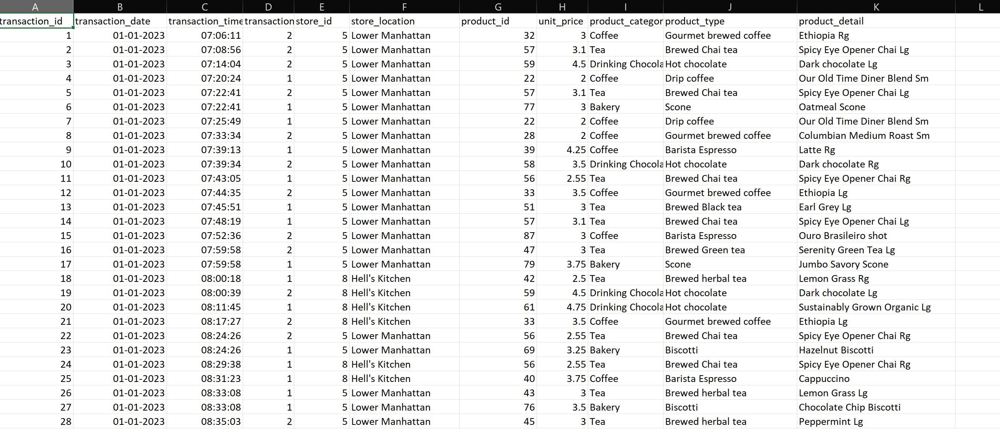 A B C D E F G H I J K L
transaction_id transaction_date transaction_time transaction store_id store_location product_id unit_price product_categor product_type product_detail
1 01-01-2023 07:06:11 2 5 Lower Manhattan 32 3 Coffee Gourmet brewed coffee Ethiopia Rg
2 01-01-2023 07:08:56 2 5 Lower Manhattan 57 3.1 Tea Brewed Chai tea Spicy Eye Opener Chai Lg
3 01-01-2023 07:14:04 2 5 Lower Manhattan 59 4.5 Drinking Chocola Hot chocolate Dark chocolate Lg
4 01-01-2023 07:20:24 1 5 Lower Manhattan 22 2 Coffee Drip coffee Our Old Time Diner Blend Sm
5 01-01-2023 07:22:41 2 5 Lower Manhattan 57 3.1 Tea Brewed Chai tea Spicy Eye Opener Chai Lg
6 01-01-2023 07:22:41 1 5 Lower Manhattan 77 3 Bakery Scone Oatmeal Scone
7 01-01-2023 07:25:49 1 5 Lower Manhattan 22 2 Coffee Drip coffee Our Old Time Diner Blend Sm
8 01-01-2023 07:33:34 2 5 Lower Manhattan 28 2 Coffee Gourmet brewed coffee Columbian Medium Roast Sm
9 01-01-2023 07:39:13 1 5 Lower Manhattan 39 4.25 Coffee Barista Espresso Latte Rg
10 01-01-2023 07:39:34 2 5 Lower Manhattan 58 3.5 Drinking Chocola Hot chocolate Dark chocolate Rg
11 01-01-2023 07:43:05 1 5 Lower Manhattan 56 2.55 Tea Brewed Chai tea Spicy Eye Opener Chai Rg
12 01-01-2023 07:44:35 2 5 Lower Manhattan 33 3.5 Coffee Gourmet brewed coffee Ethiopia Lg
13 01-01-2023 07:45:51 1 5 Lower Manhattan 51 3 Tea Brewed Black tea Earl Grey Lg
14 01-01-2023 07:48:19 1 5 Lower Manhattan 57 3.1 Tea Brewed Chai tea Spicy Eye Opener Chai Lg
15 01-01-2023 07:52:36 2 5 Lower Manhattan 87 3 Coffee Barista Espresso Ouro Brasileiro shot
16 01-01-2023 07:59:58 2 5 Lower Manhattan 47 3 Tea Brewed Green tea Serenity Green Tea Lg
17 01-01-2023 07:59:58 1 5 Lower Manhattan 79 3.75 Bakery Scone Jumbo Savory Scone
18 01-01-2023 08:00:18 1 8 Hell's Kitchen 42 2.5 Tea Brewed herbal tea Lemon Grass Rg
19 01-01-2023 08:00:39 2 8 Hell's Kitchen 59 4.5 Drinking Chocola Hot chocolate Dark chocolate Lg
20 01-01-2023 08:11:45 1 8 Hell's Kitchen 61 4.75 Drinking Chocola Hot chocolate Sustainably Grown Organic Lg
21 01-01-2023 08:17:27 2 8 Hell's Kitchen 33 3.5 Coffee Gourmet brewed coffee Ethiopia Lg
22 01-01-2023 08:24:26 2 5 Lower Manhattan 56 2.55 Tea Brewed Chai tea Spicy Eye Opener Chai Rg
23 01-01-2023 08:24:26 1 5 Lower Manhattan 69 3.25 Bakery Biscotti Hazelnut Biscotti
24 01-01-2023 08:29:38 1 8 Hell's Kitchen 56 2.55 Tea Brewed Chai tea Spicy Eye Opener Chai Rg
25 01-01-2023 08:31:23 1 8 Hell's Kitchen 40 3.75 Coffee Barista Espresso Cappuccino
26 01-01-2023 08:33:08 1 5 Lower Manhattan 43 3 Tea Brewed herbal tea Lemon Grass Lg
27 01-01-2023 08:33:08 1 5 Lower Manhattan 76 3.5 Bakery Biscotti Chocolate Chip Biscotti
28 01-01-2023 08:35:03 2 5 Lower Manhattan 45 3 Tea Brewed herbal tea Peppermint Lg